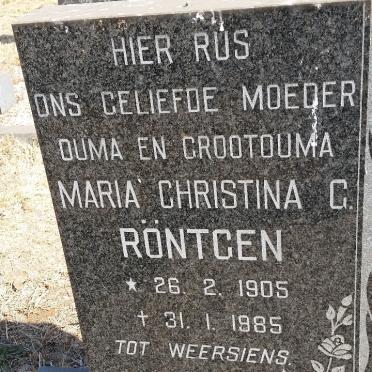 HIER RUS
ONS GELIEFDE MOEDER
OUMA EN GROOTOUMA
MARIA CHRISTINA G.
RÖNTGEN
* 26. 2. 1905
+ 31. 1. 1985
TOT WEERSIENS.